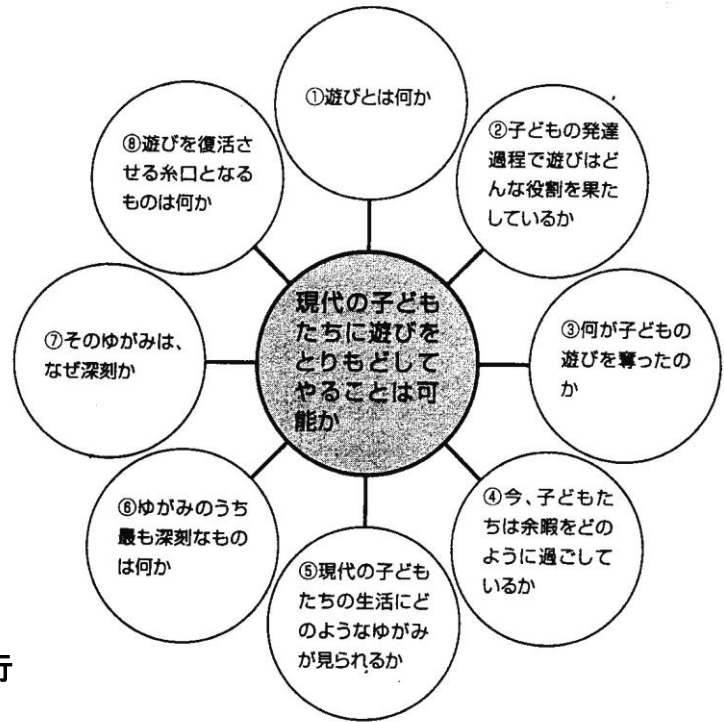 ①遊びとは何か
②子どもの発達
過程で遊びはど
んな役割を果た
しているか
③何が子どもの
遊びを奪ったの
か
④今、子どもた
ちは余暇をどの
ように過ごして
いるか
⑤現代の子ども
たちの生活にど
のようなゆがみ
が見られるか
⑥ゆがみのうち
最も深刻なもの
は何か
⑦そのゆがみは、
なぜ深刻か
⑧遊びを復活さ
せる糸口となる
ものは何か
現代の子ども
たちに遊びを
とりもどして
やることは可
能か
行